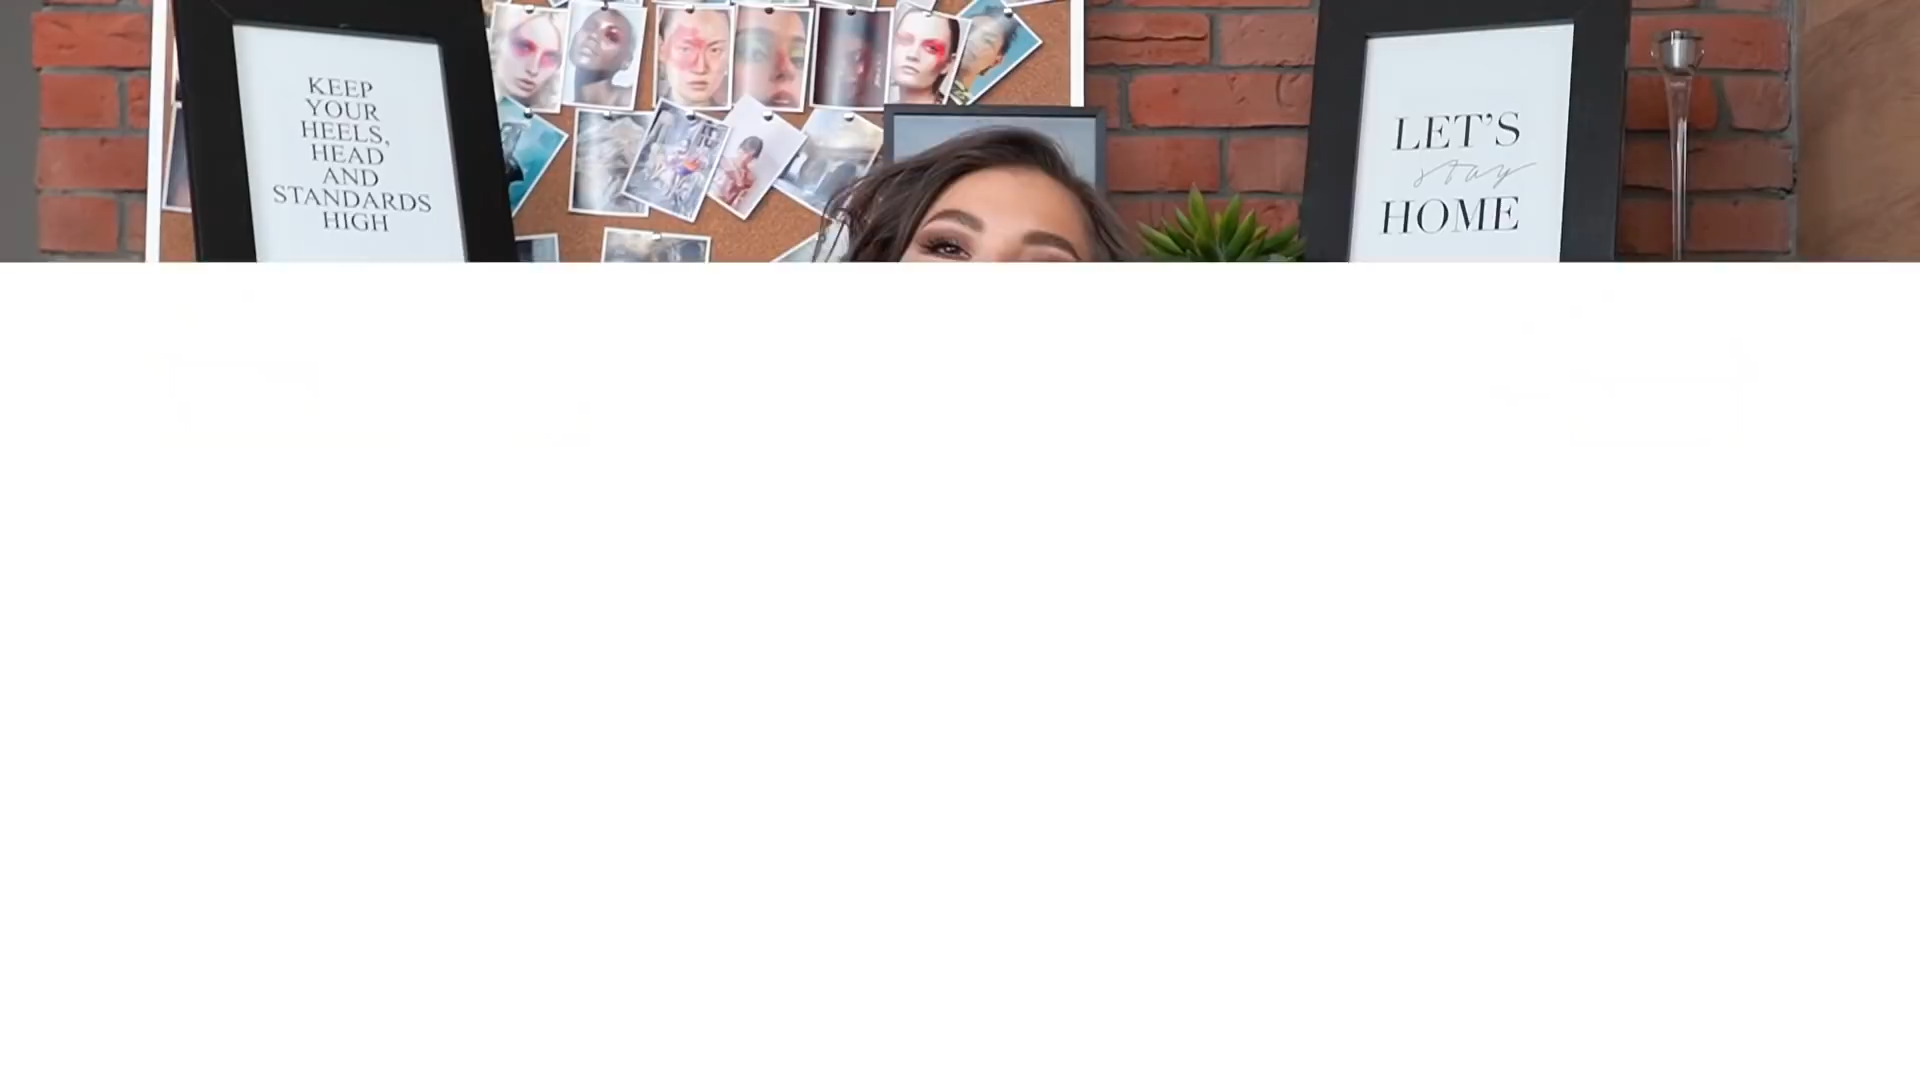 KEEP
YOUR
HEELS,
HEAD
AND
STANDARDS
HIGH
LET'S
stay
HOME